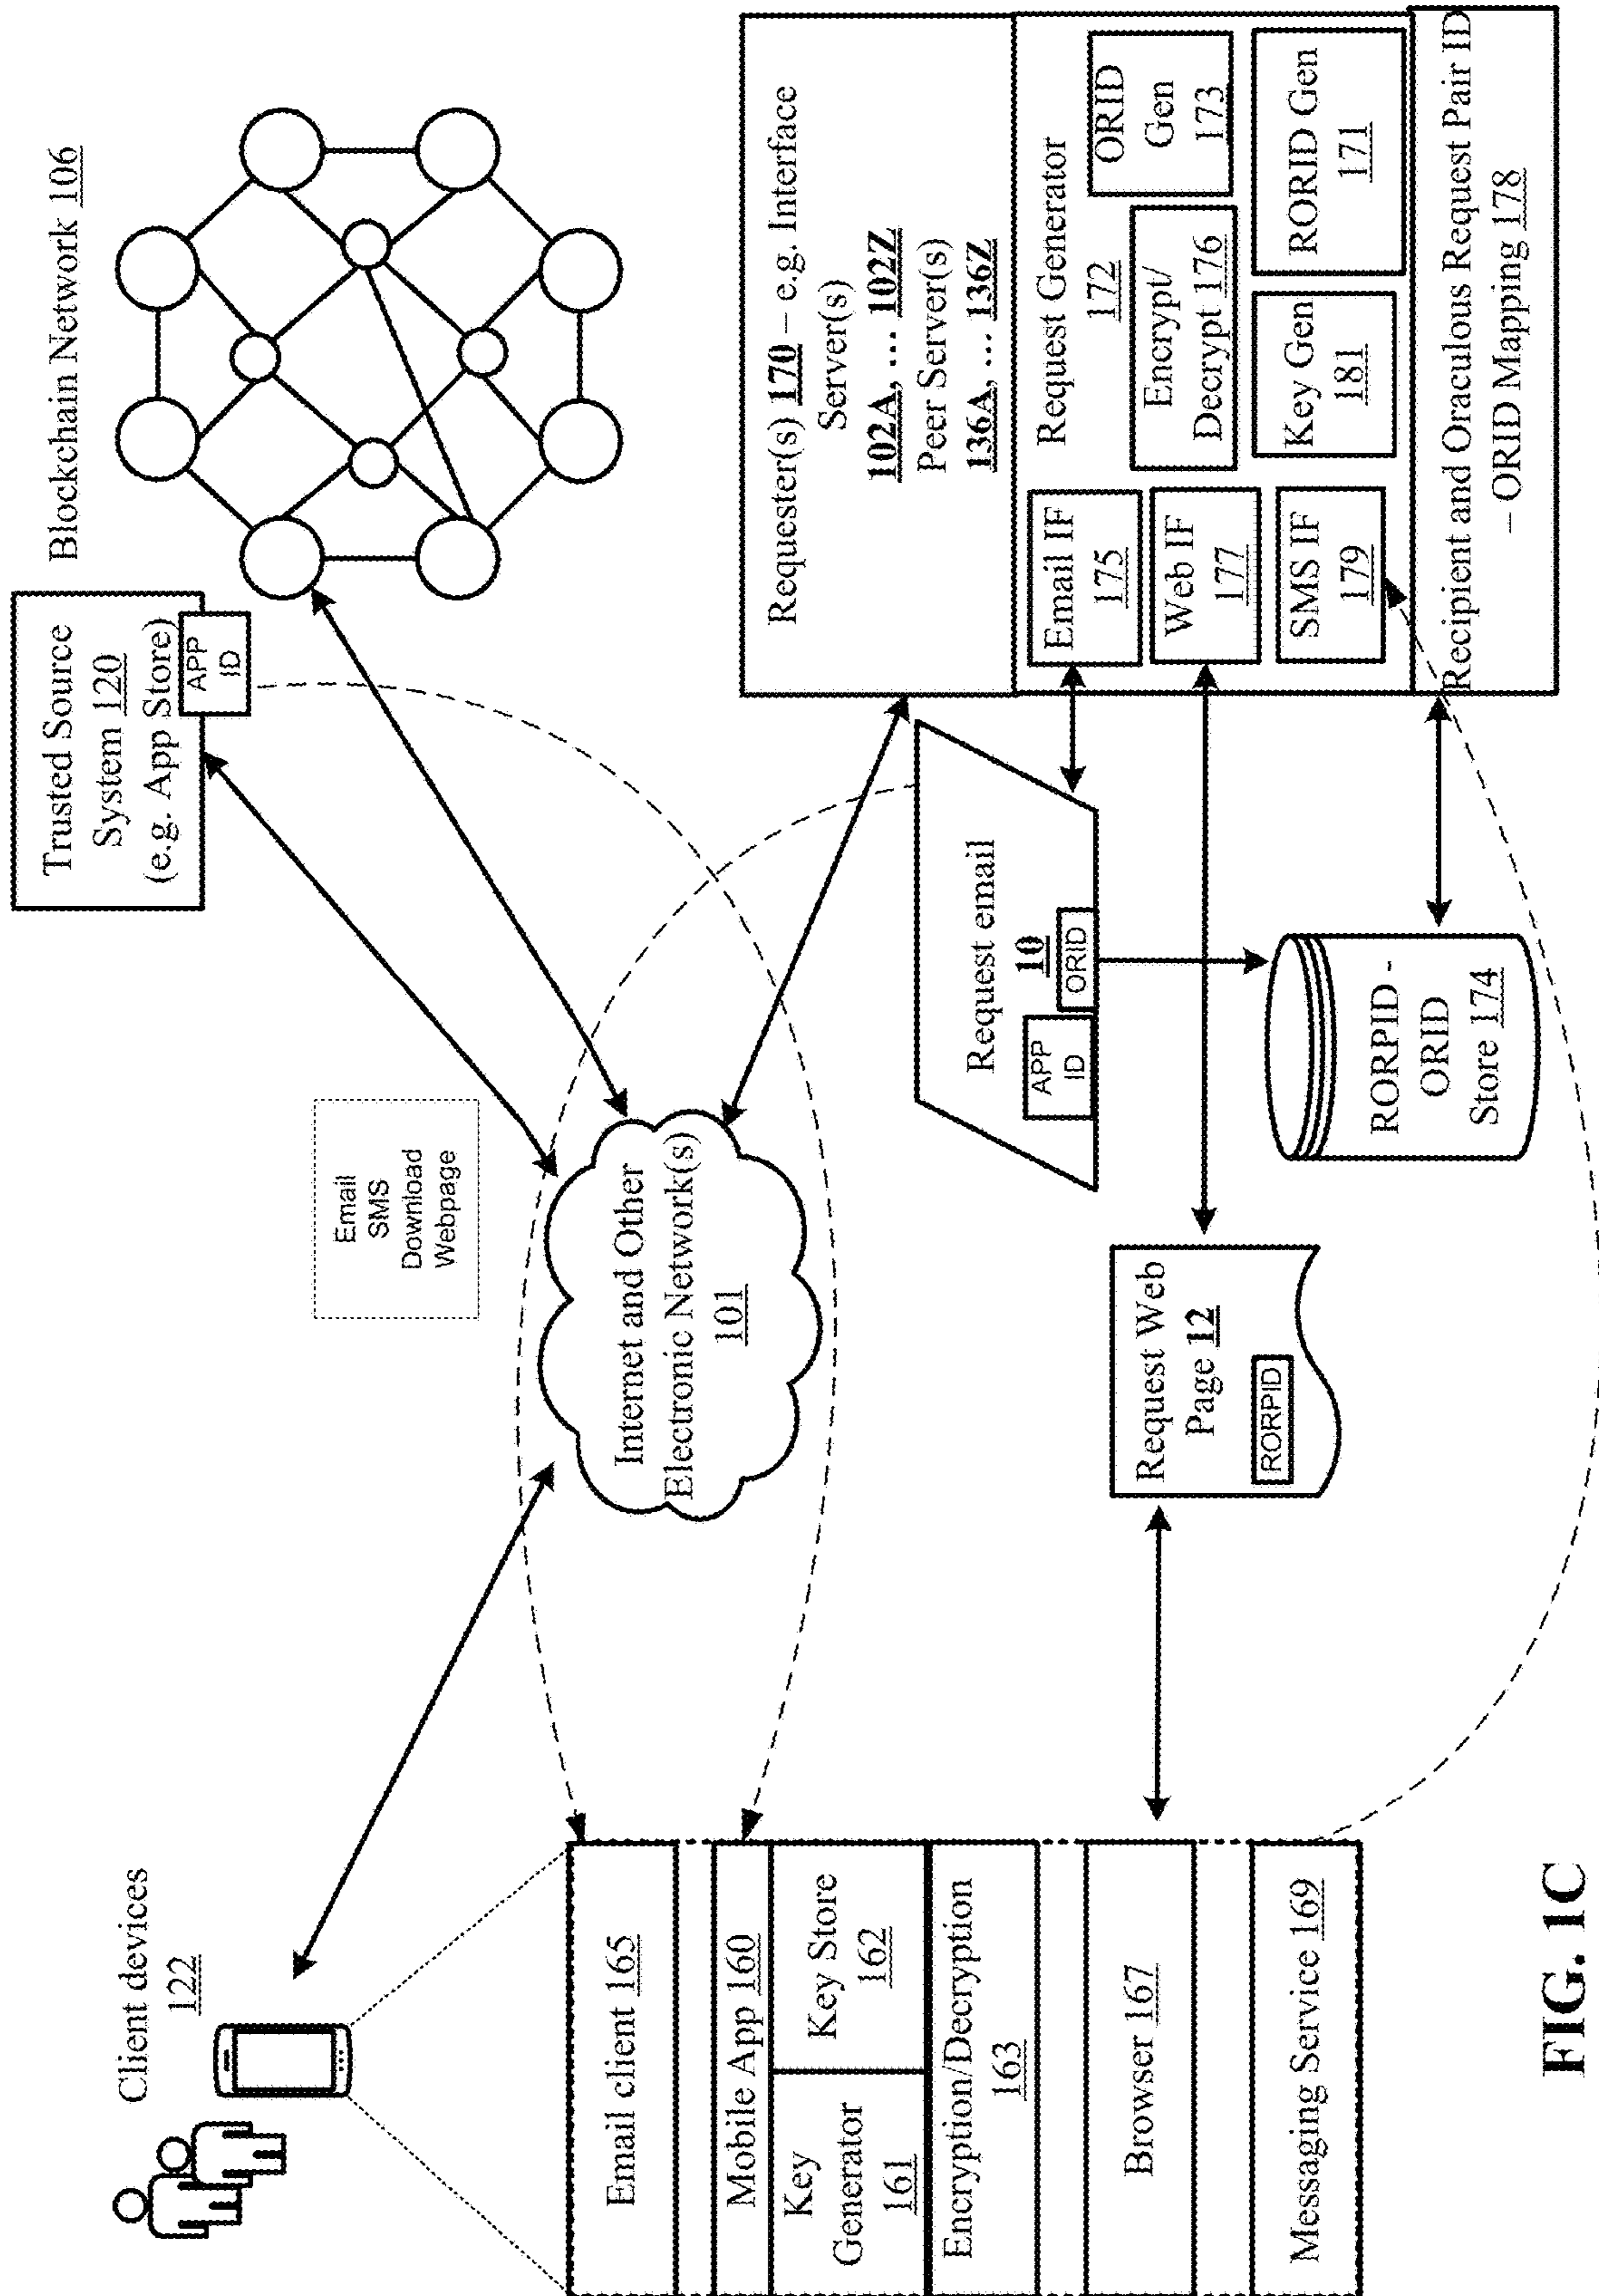 Client devices
122
Email client 165
Mobile App 160
Key
Generator
161
Key Store
162
Encryption/Decryption
163
Browser 167
Messaging Service 169
Email
SMS
Download
Webpage
Internet and Other
Electronic Network(s)
101
Trusted Source
System 120
(e.g. App Store)
APP
ID
Blockchain Network 106
Request Web
Page 12
RORPID
Request email
10
APP
ID
ORID
RORPID -
ORID
Store 174
Requester(s) 170 – e.g. Interface
Server(s)
102A, ... 102Z
Peer Server(s)
136A, ... 136Z
Request Generator
172
Email IF
175
Web IF
177
SMS IF
179
Encrypt/
Decrypt 176
ORID
Gen
173
Key Gen
181
RORID Gen
171
Recipient and Oraculous Request Pair ID
– ORID Mapping 178
FIG. 1C